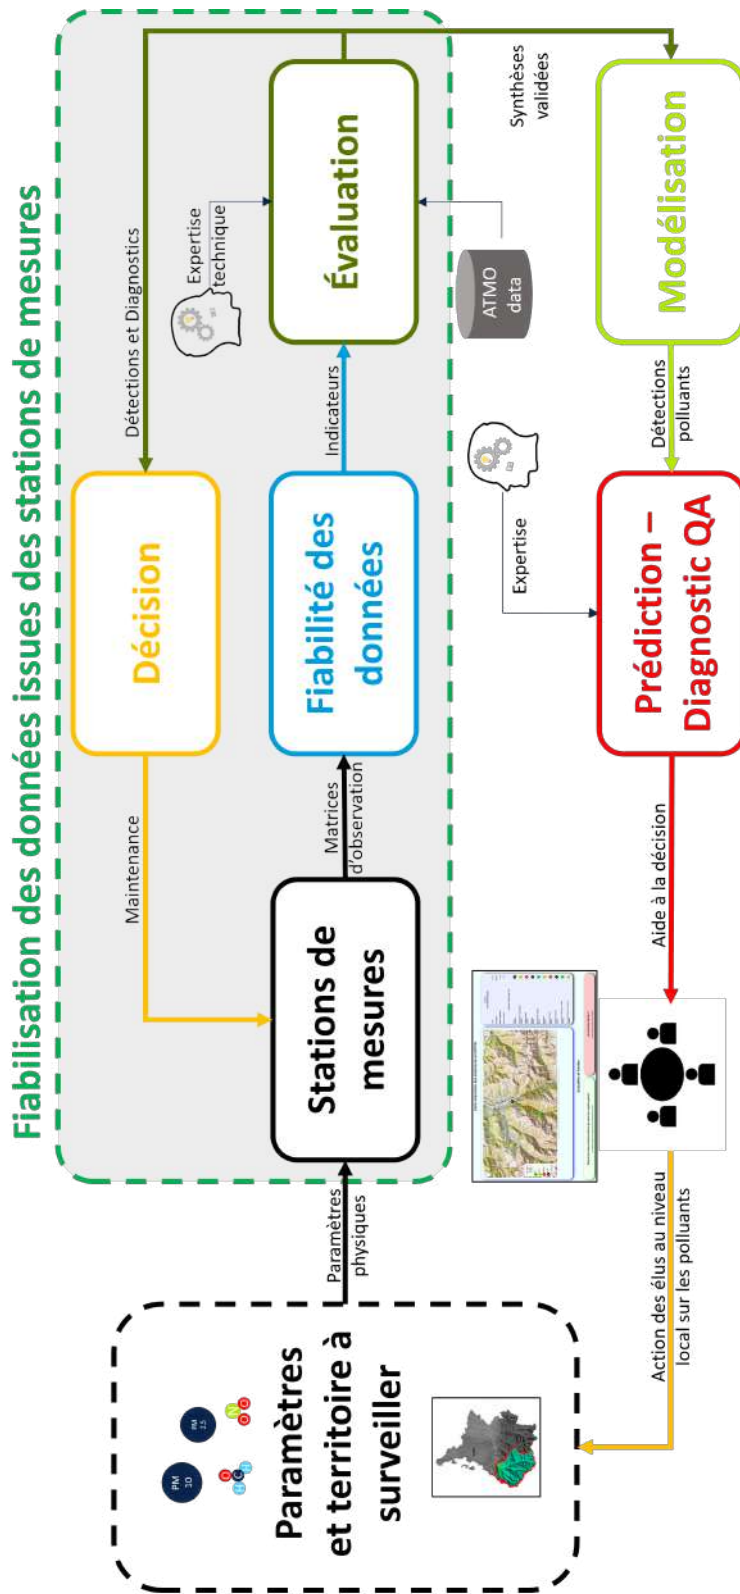 Fiabilisation des données issues des stations de mesures
PM
10
PM
2.5
H
O
C
H
N
O
O
Paramètres
et territoire à
surveiller
Paramètres
physiques
Stations de
mesures
Maintenance
Matrices
d'observation
Décision
Fiabilité des
données
Détections et Diagnostics
Indicateurs
Expertise
technique
Évaluation
ATMO
data
Synthèses
validées
Modélisation
Détections
polluants
Expertise
Prédiction –
Diagnostic QA
Aide à la décision
Action des élus au niveau
local sur les polluants